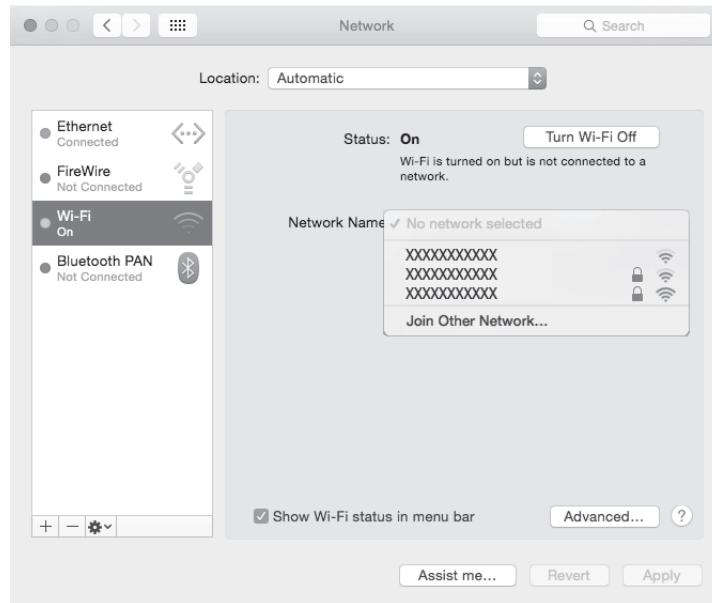 Network
Search
Location: Automatic
Ethernet
Connected
FireWire
Not Connected
Wi-Fi
On
Bluetooth PAN
Not Connected
Status: On
Turn Wi-Fi Off
Wi-Fi is turned on but is not connected to a
network.
Network Name
✓ No network selected
XXXXXXXXXXX
XXXXXXXXXXX
XXXXXXXXXXX
Join Other Network...
Show Wi-Fi status in menu bar
Advanced...
?
Assist me...
Revert
Apply